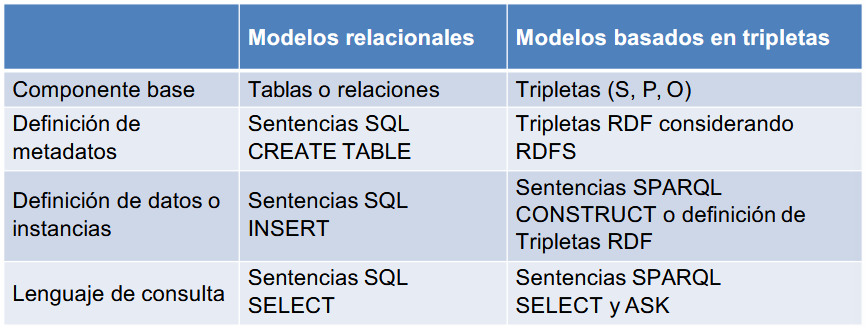 Modelos relacionales Modelos basados en tripletas
Componente base Tablas o relaciones Tripletas (S, P, O)
Definición de metadatos Sentencias SQL CREATE TABLE Tripletas RDF considerando RDFS
Definición de datos o instancias Sentencias SQL INSERT Sentencias SPARQL CONSTRUCT o definición de Tripletas RDF
Lenguaje de consulta Sentencias SQL SELECT Sentencias SPARQL SELECT y ASK